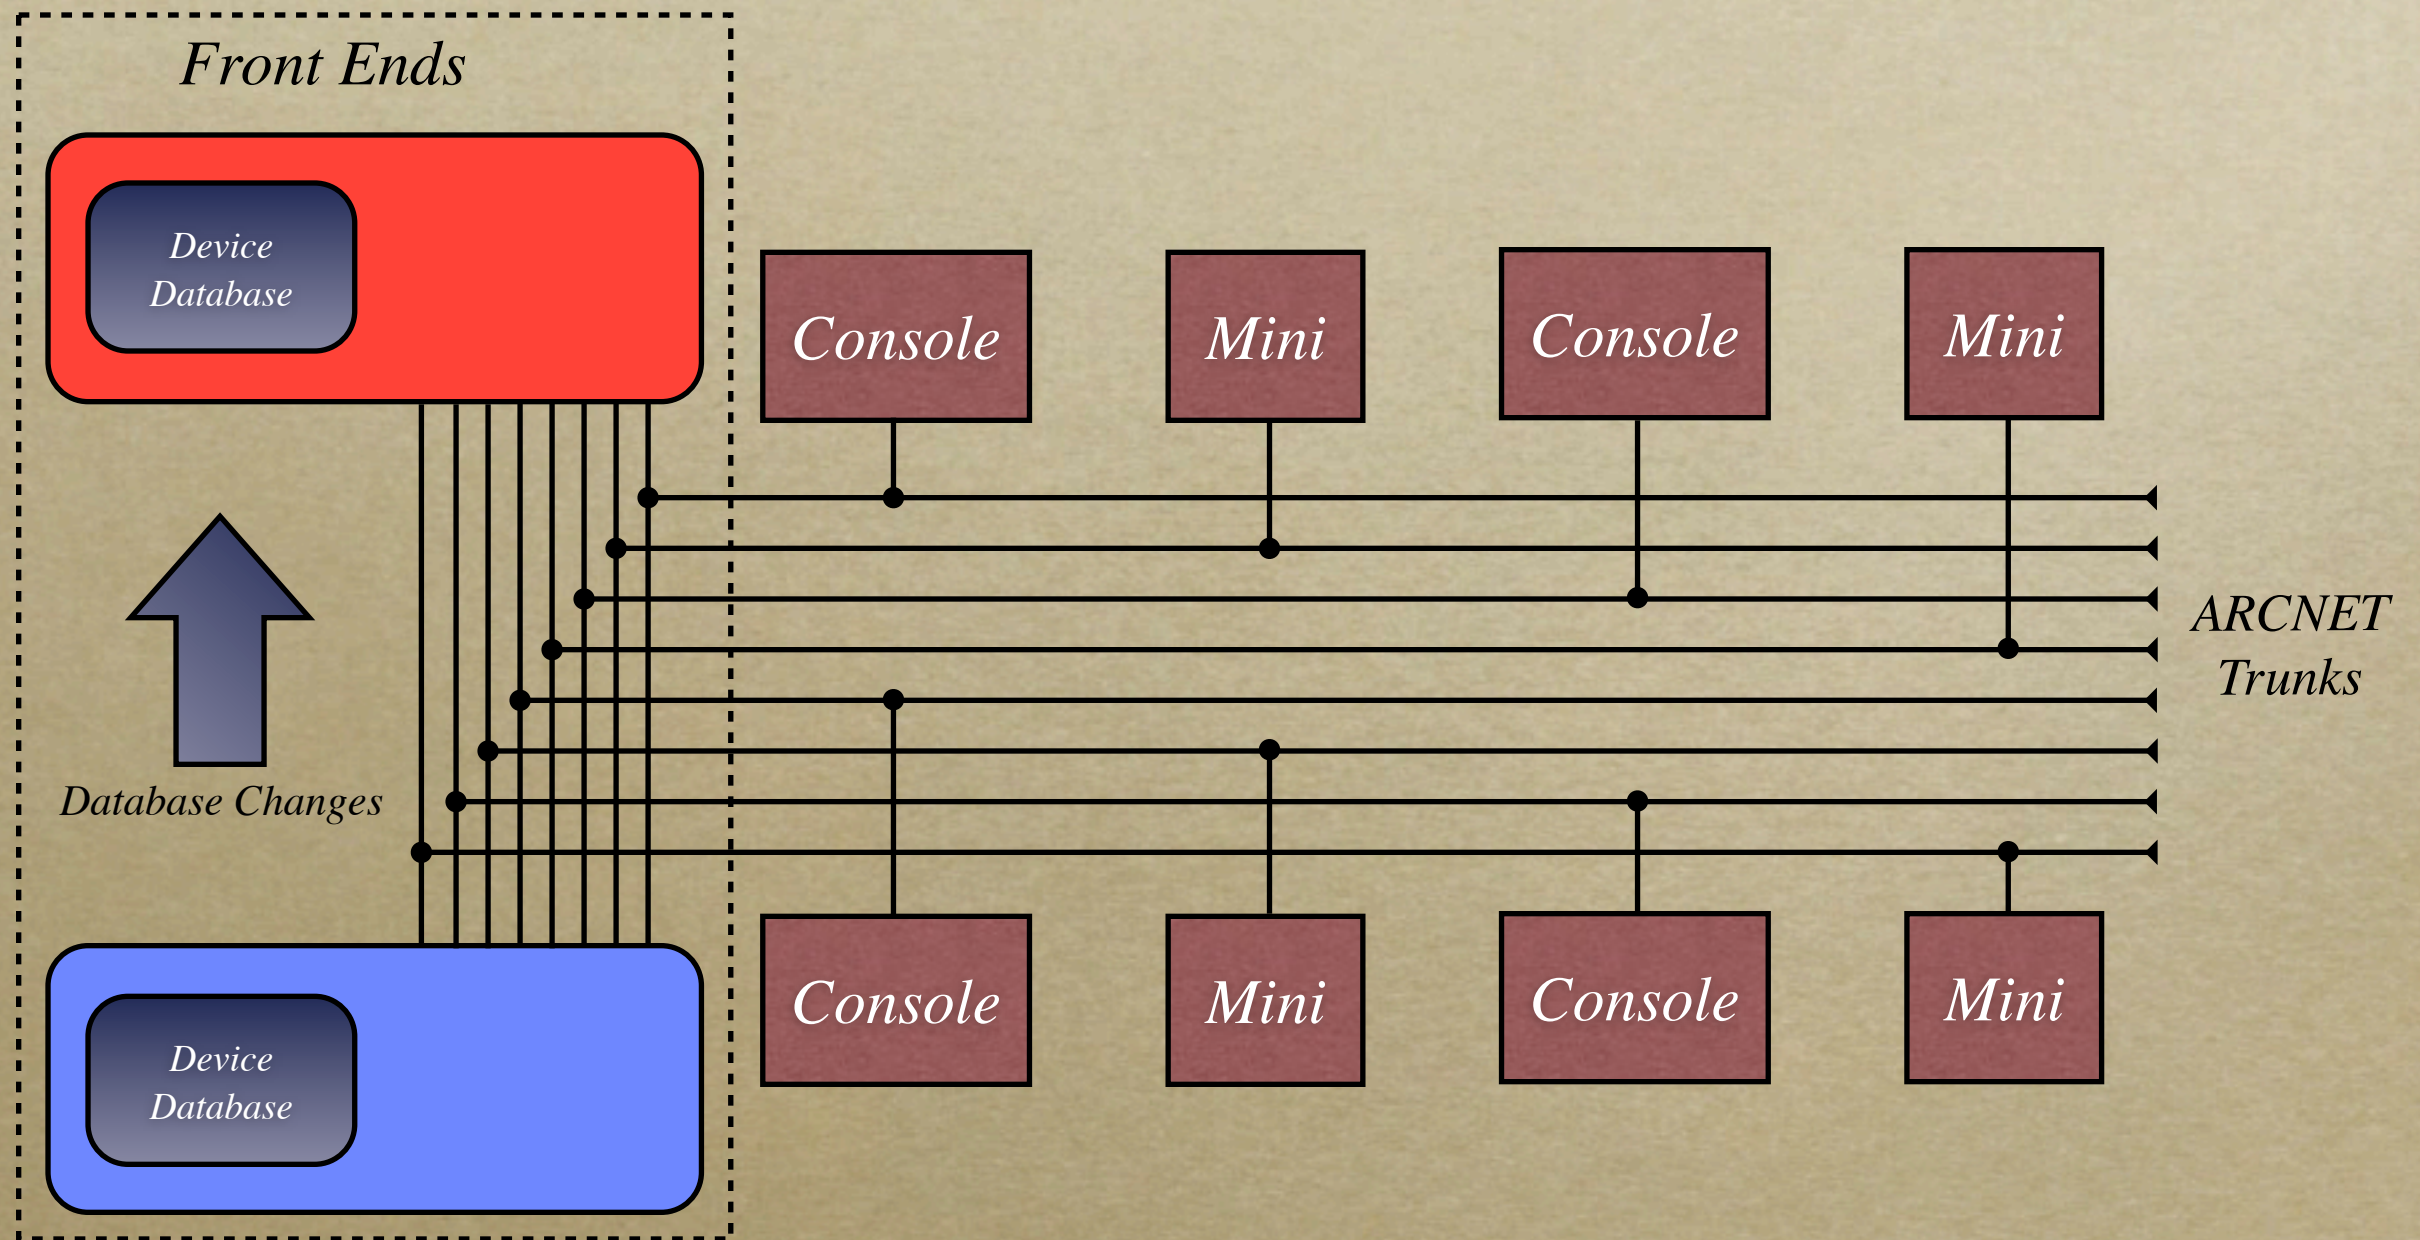 Front Ends
Device
Database
Console
Mini
Console
Mini
ARCNET
Trunks
Database Changes
Device
Database
Console
Mini
Console
Mini